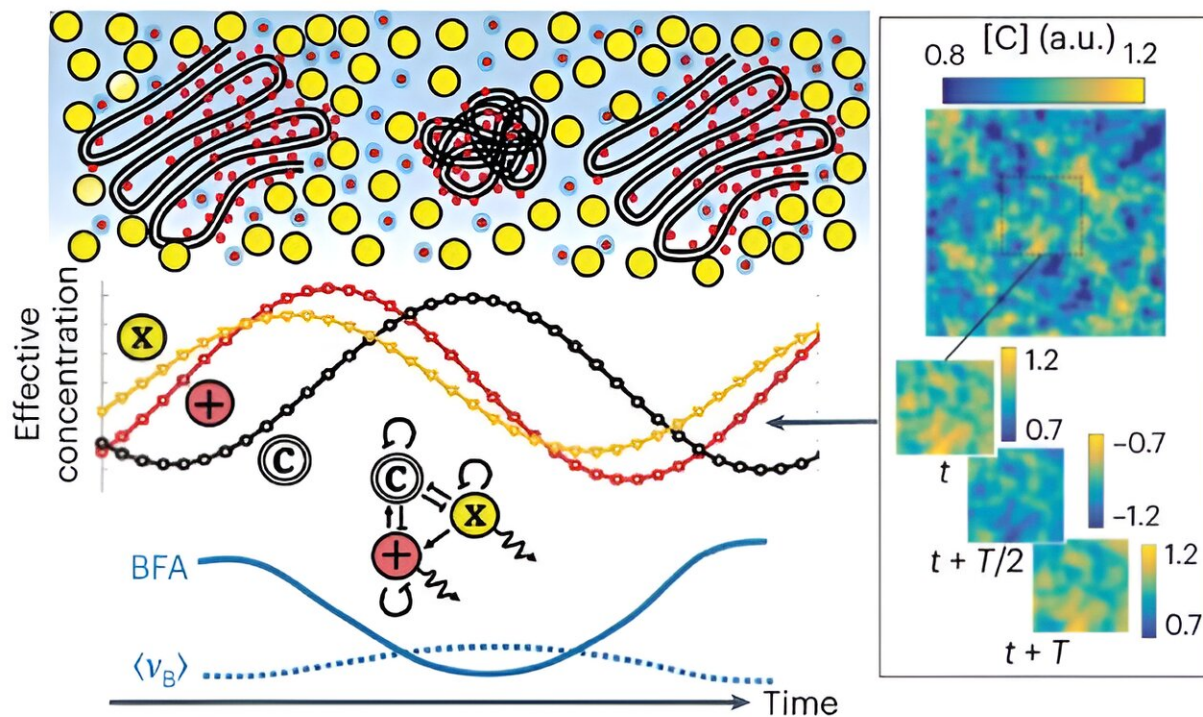 [C] (a.u.)
0.8 1.2
Effective
concentration
X
+
C
C
X
+
1.2
0.7
t
−0.7
−1.2
t + T/2
1.2
0.7
t + T
BFA
⟨νB⟩
Time